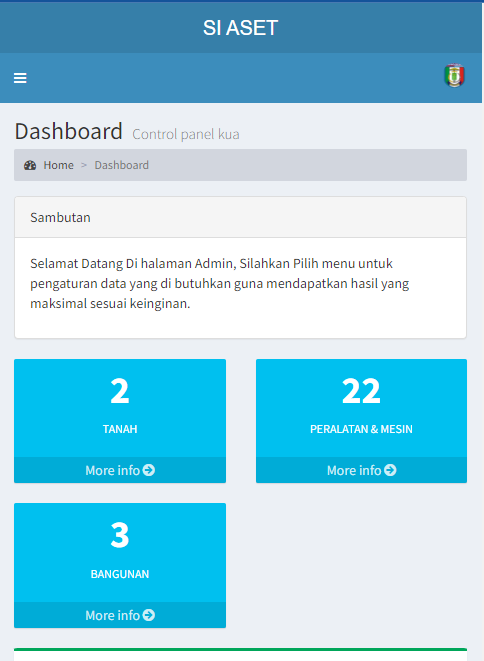 SI ASET
Dashboard Control panel kua
Home > Dashboard
Sambutan
Selamat Datang Di halaman Admin, Silahkan Pilih menu untuk
pengaturan data yang di butuhkan guna mendapatkan hasil yang
maksimal sesuai keinginan.
2
TANAH
More info
22
PERALATAN & MESIN
More info
3
BANGUNAN
More info